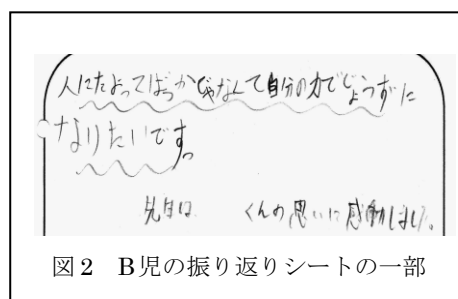 人にたよってばっかじゃなくて自分の力でじょうずに
なりたいです。
先生は　くんの思いに感動しました。
図2 B児の振り返りシートの一部